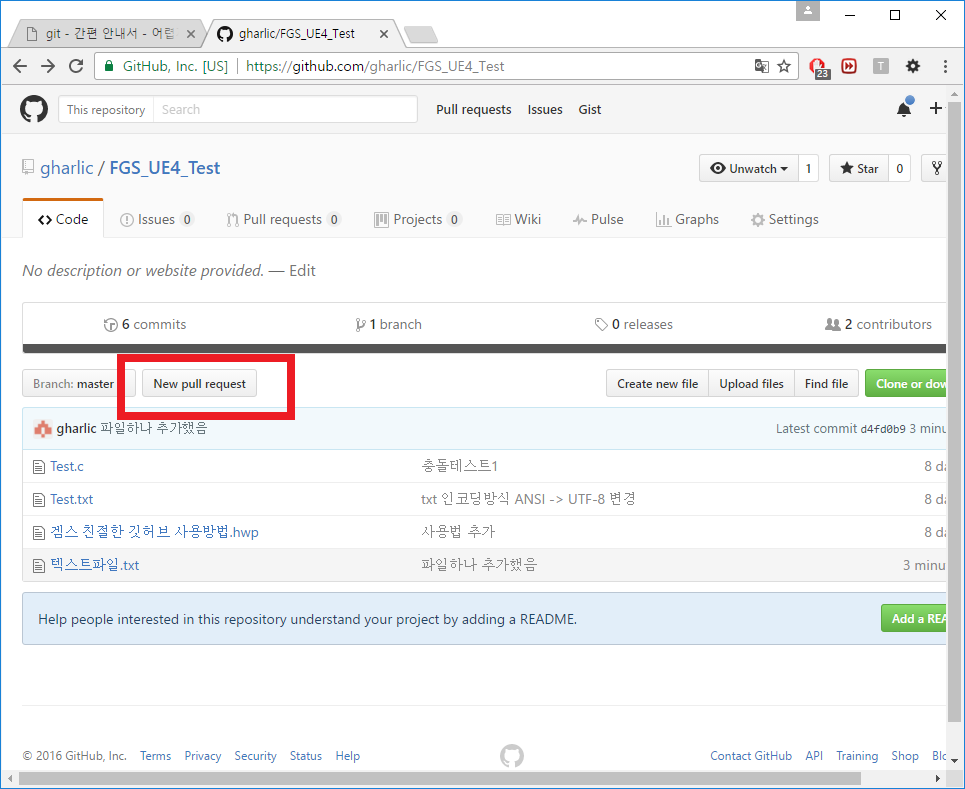 git - 간편 안내서 - 어렵
gharlic/FGS_UE4_Test
GitHub, Inc. [US] https://github.com/gharlic/FGS_UE4_Test
23
T
This repository Search Pull requests Issues Gist
gharlic / FGS_UE4_Test Unwatch 1 Star 0
Code Issues 0 Pull requests 0 Projects 0 Wiki Pulse Graphs Settings
No description or website provided. — Edit
6 commits 1 branch 0 releases 2 contributors
Branch: master New pull request Create new file Upload files Find file Clone or dow
gharlic 파일하나 추가했음 Latest commit d4fd0b9 3 minu
Test.c 충돌테스트1 8 da
Test.txt txt 인코딩방식 ANSI -> UTF-8 변경 8 da
겜스 친절한 깃허브 사용방법.hwp 사용법 추가 8 da
텍스트파일.txt 파일하나 추가했음 3 minu
Help people interested in this repository understand your project by adding a README. Add a REA
© 2016 GitHub, Inc. Terms Privacy Security Status Help Contact GitHub API Training Shop Blo